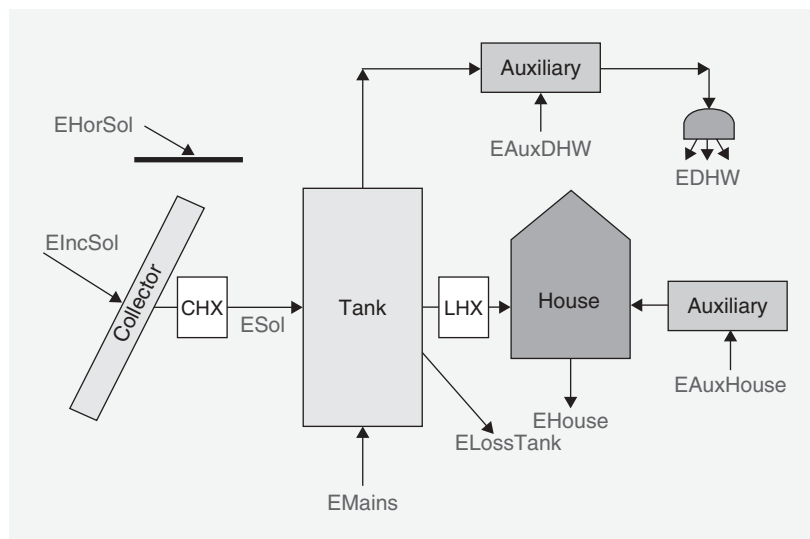 Auxiliary
EHorSol
EAuxDHW
EDHW
EIncSol
Collector
CHX
ESol
Tank
LHX
House
Auxiliary
EAuxHouse
EHouse
ELossTank
EMains